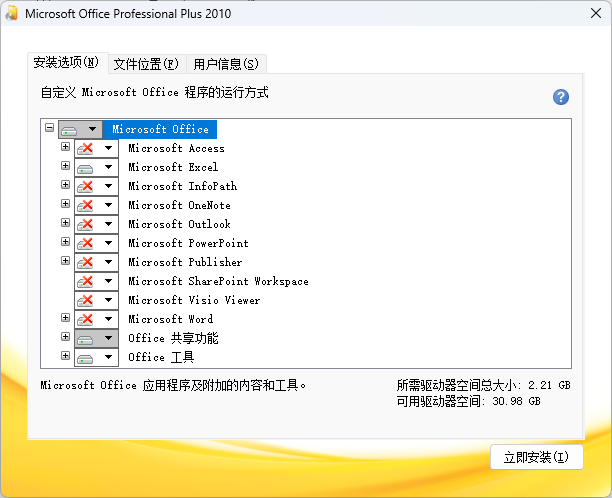 Microsoft Office Professional Plus 2010
安装选项(N) 文件位置(F) 用户信息(S)
自定义 Microsoft Office 程序的运行方式
?
Microsoft Office
Microsoft Access
Microsoft Excel
Microsoft InfoPath
Microsoft OneNote
Microsoft Outlook
Microsoft PowerPoint
Microsoft Publisher
Microsoft SharePoint Workspace
Microsoft Visio Viewer
Microsoft Word
Office 共享功能
Office 工具
Microsoft Office 应用程序及附加的内容和工具。
所需驱动器空间总大小: 2.21 GB
可用驱动器空间: 30.98 GB
立即安装(I)